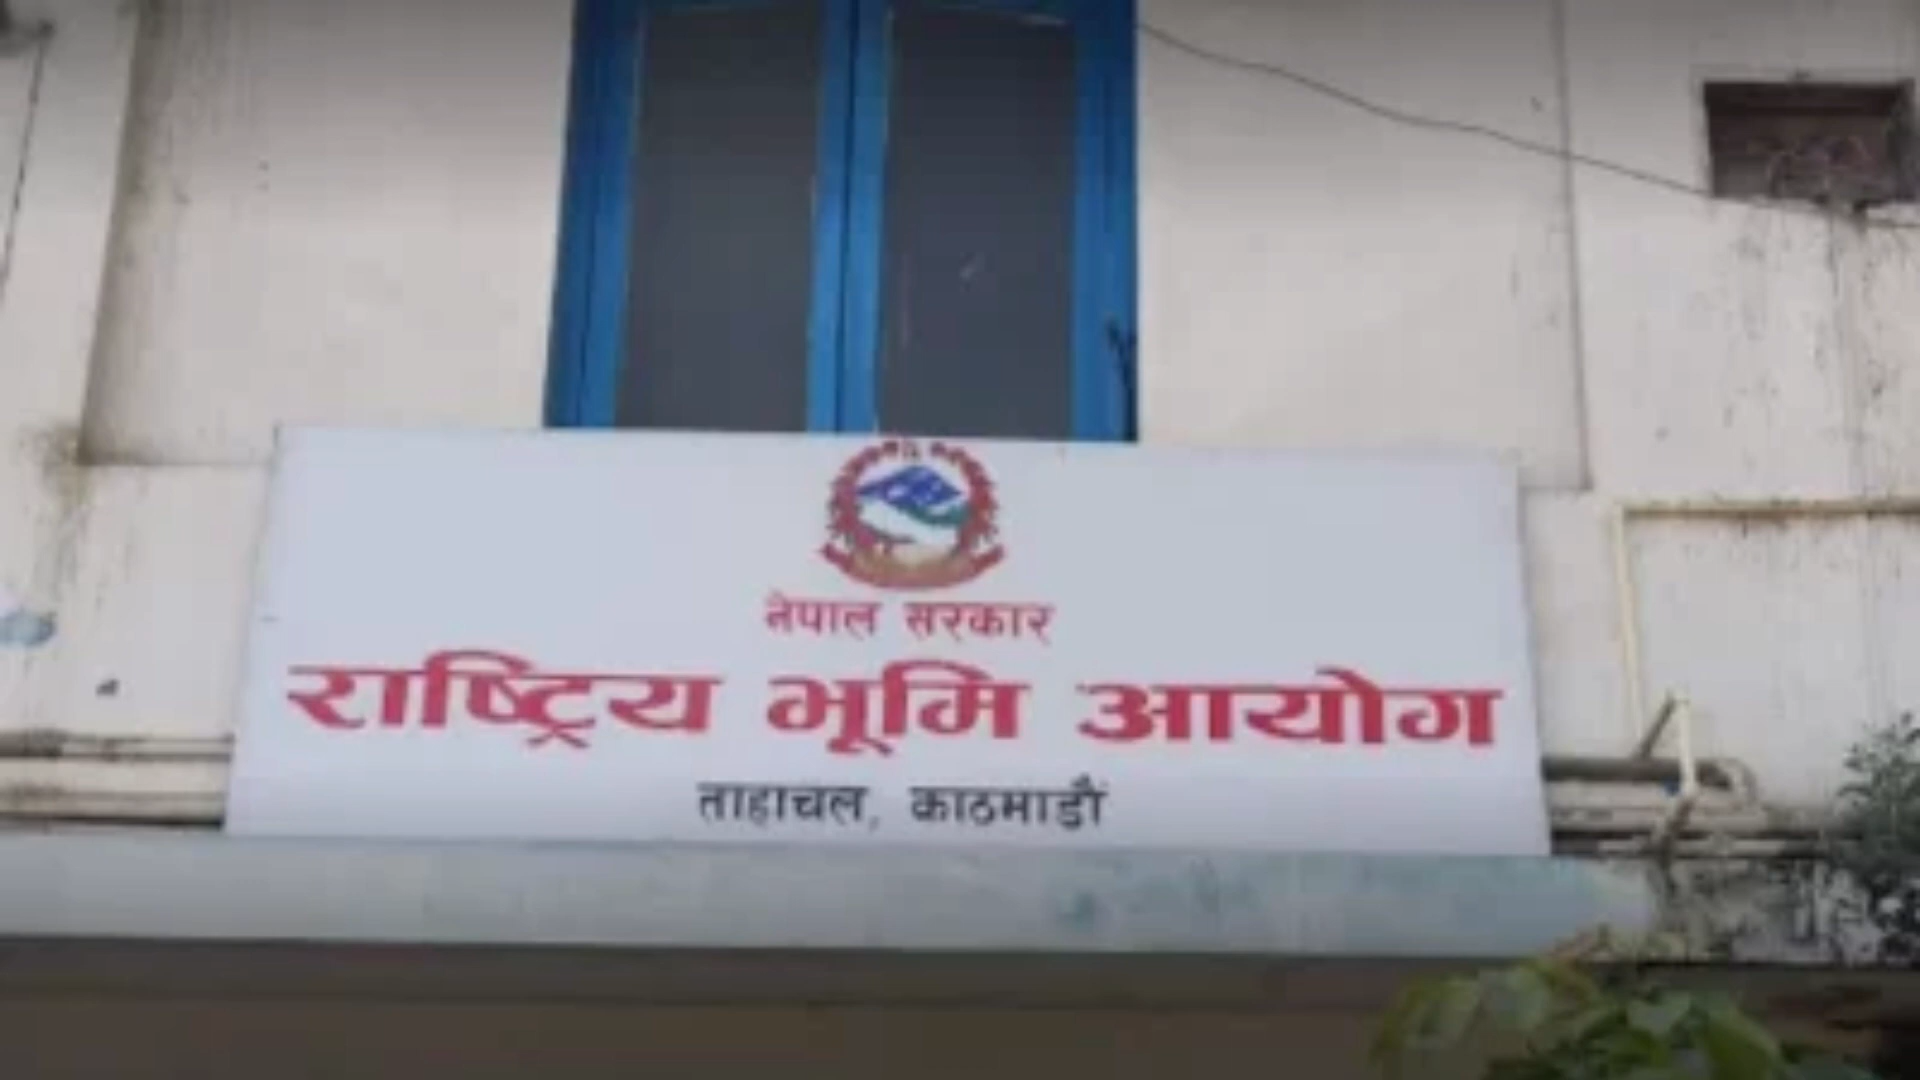 नेपाल सरकार
राष्ट्रिय भूमि आयोग
ताहाचल, काठमाडौं